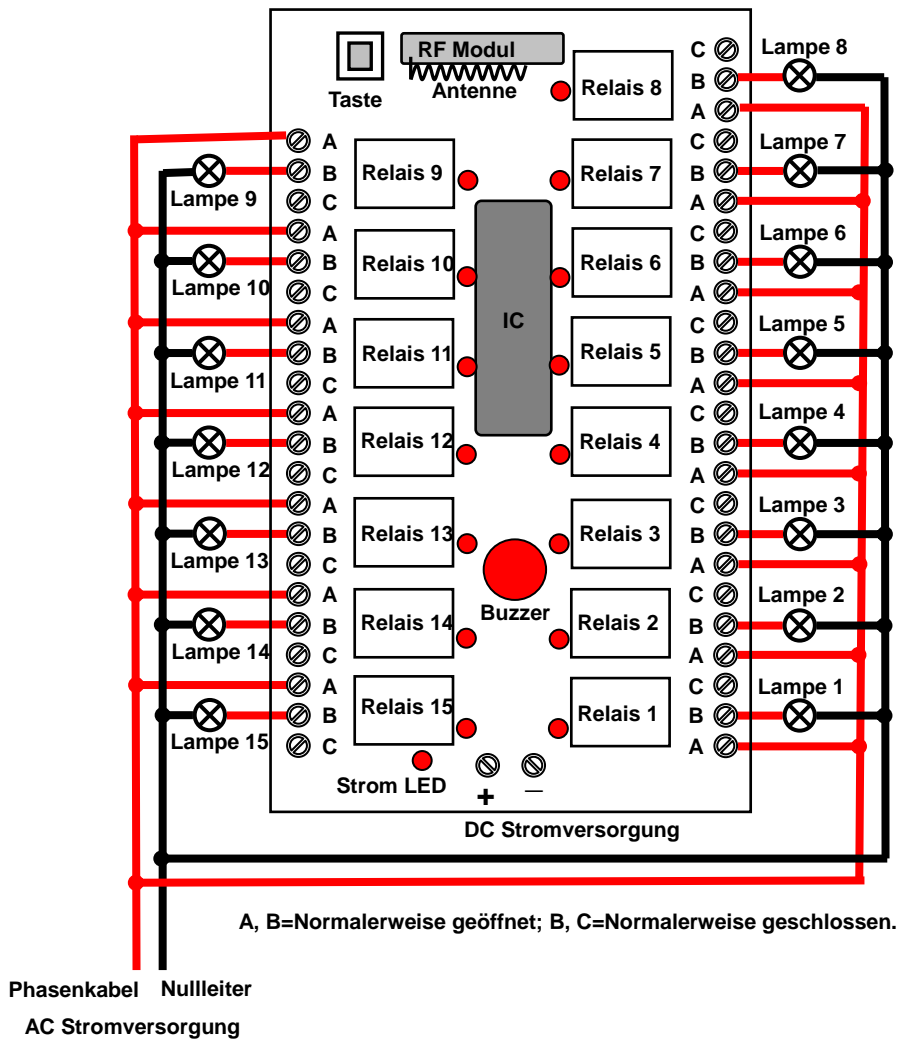 RF Modul
Antenne
Taste
Relais 8
C
B
A
Lampe 8
A
B
C
Lampe 9
Relais 9
Relais 7
C
B
A
Lampe 7
A
B
C
Lampe 10
Relais 10
Relais 6
C
B
A
Lampe 6
IC
A
B
C
Lampe 11
Relais 11
Relais 5
C
B
A
Lampe 5
A
B
C
Lampe 12
Relais 12
Relais 4
C
B
A
Lampe 4
A
B
C
Lampe 13
Relais 13
Relais 3
C
B
A
Lampe 3
Buzzer
A
B
C
Lampe 14
Relais 14
Relais 2
C
B
A
Lampe 2
A
B
C
Lampe 15
Relais 15
Relais 1
C
B
A
Lampe 1
Strom LED
+ −
DC Stromversorgung
A, B=Normalerweise geöffnet; B, C=Normalerweise geschlossen.
Phasenkabel Nullleiter
AC Stromversorgung